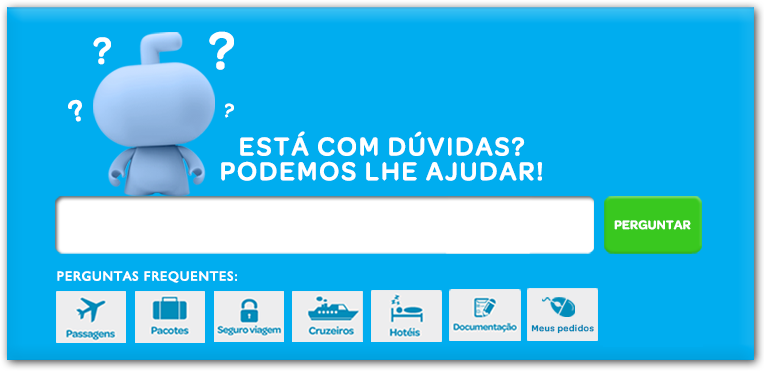 ? ?
? ?
ESTÁ COM DÚVIDAS?
PODEMOS LHE AJUDAR!
PERGUNTAR
PERGUNTAS FREQUENTES:
Passagens Pacotes Seguro viagem Cruzeiros Hotéis Documentação Meus pedidos